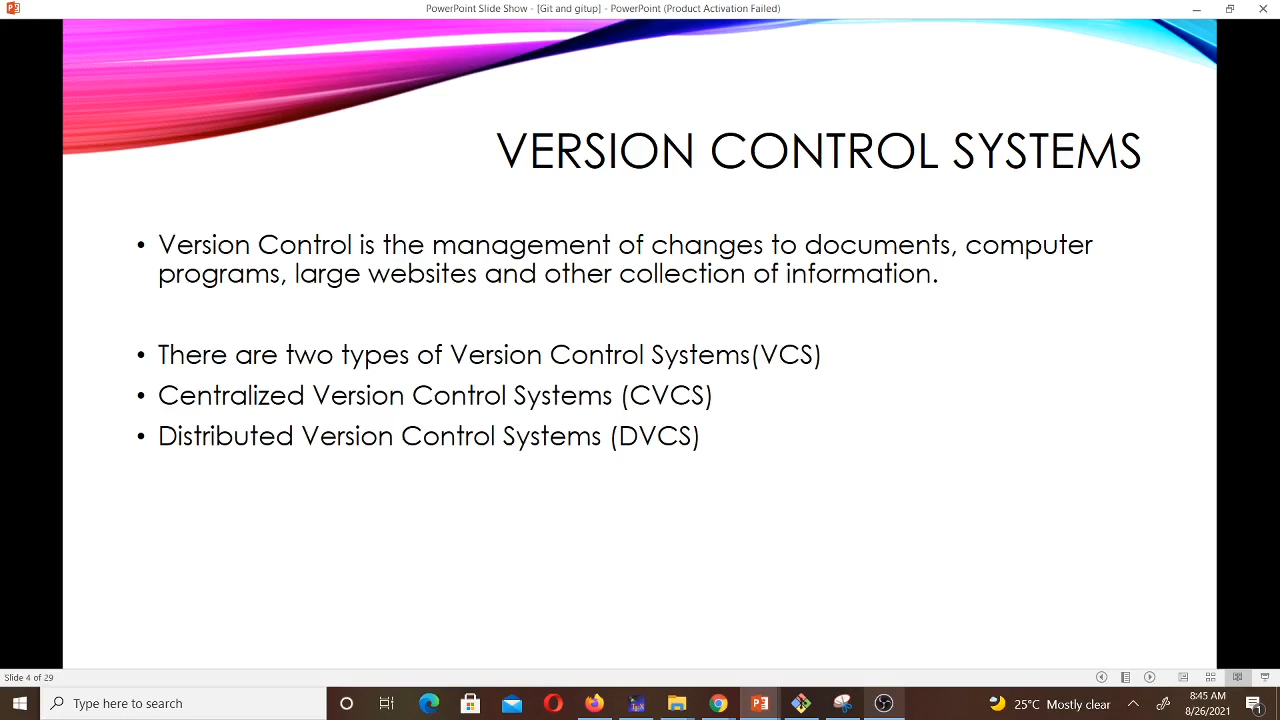 PowerPoint Slide Show - [Git and gitup] - PowerPoint (Product Activation Failed)
VERSION CONTROL SYSTEMS
• Version Control is the management of changes to documents, computer
programs, large websites and other collection of information.
• There are two types of Version Control Systems(VCS)
• Centralized Version Control Systems (CVCS)
• Distributed Version Control Systems (DVCS)
Slide 4 of 29
Type here to search
25°C Mostly clear
8:45 AM
8/26/2021